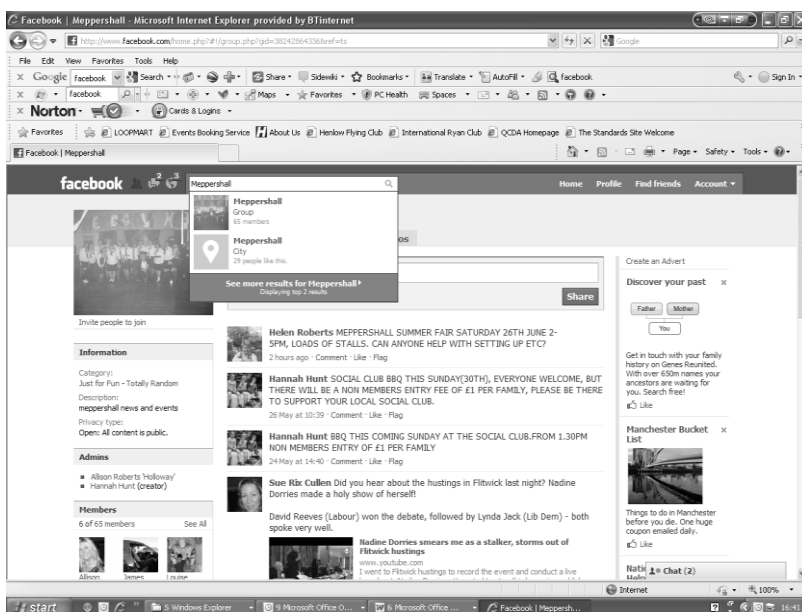 Facebook | Meppershall - Microsoft Internet Explorer provided by BTinternet
http://www.facebook.com/home.php?#!/group.php?gid=38242864336&ref=ts
Google
File Edit View Favorites Tools Help
x Google facebook Search Share Sidewiki Bookmarks Translate AutoFill facebook Sign In
x facebook Maps Favorites PC Health Spaces
x Norton Cards & Logins
Favorites LOOPMART Events Booking Service About Us Henlow Flying Club International Ryan Club QCDA Homepage The Standards Site Welcome
Facebook | Meppershall
Page Safety Tools
facebook 2 3 Meppershall Home Profile Find friends Account
Meppershall
Group
65 members
Meppershall
City
29 people like this.
See more results for Meppershall
Displaying top 2 results
os
Share
Invite people to join
Information
Category:
Just for Fun - Totally Random
Description:
meppershall news and events
Privacy type:
Open: All content is public.
Admins
Allison Roberts 'Holloway'
Hannah Hunt (creator)
Members
6 of 65 members See All
Allison James Louise
Helen Roberts MEPPERSHALL SUMMER FAIR SATURDAY 26TH JUNE 2-
5PM, LOADS OF STALLS. CAN ANYONE HELP WITH SETTING UP ETC?
2 hours ago · Comment · Like · Flag
Hannah Hunt SOCIAL CLUB BBQ THIS SUNDAY(30TH), EVERYONE WELCOME, BUT
THERE WILL BE A NON MEMBERS ENTRY FEE OF £1 PER FAMILY, PLEASE BE THERE
TO SUPPORT YOUR LOCAL SOCIAL CLUB.
26 May at 10:39 · Comment · Like · Flag
Hannah Hunt BBQ THIS COMING SUNDAY AT THE SOCIAL CLUB.FROM 1.30PM
NON MEMBERS ENTRY OF £1 PER FAMILY
24 May at 14:40 · Comment · Like · Flag
Sue Rix Cullen Did you hear about the hustings in Flitwick last night? Nadine
Dorries made a holy show of herself!
David Reeves (Labour) won the debate, followed by Lynda Jack (Lib Dem) - both
spoke very well.
Nadine Dorries smears me as a stalker, storms out of
Flitwick hustings
www.youtube.com
I went to Flitwick hustings to record the event and conduct a live
Create an Advert
Discover your past x
Father Mother
You
Get in touch with your family
history on Genes Reunited.
With over 650m names your
ancestors are waiting for
you. Search free!
Like
Manchester Bucket x
List
Things to do in Manchester
before you die. One huge
coupon emailed daily.
Like
Chat (2)
Internet 100%
start 5 Windows Explorer 9 Microsoft Office O... 6 Microsoft Office ... Facebook | Meppersh... 16:41